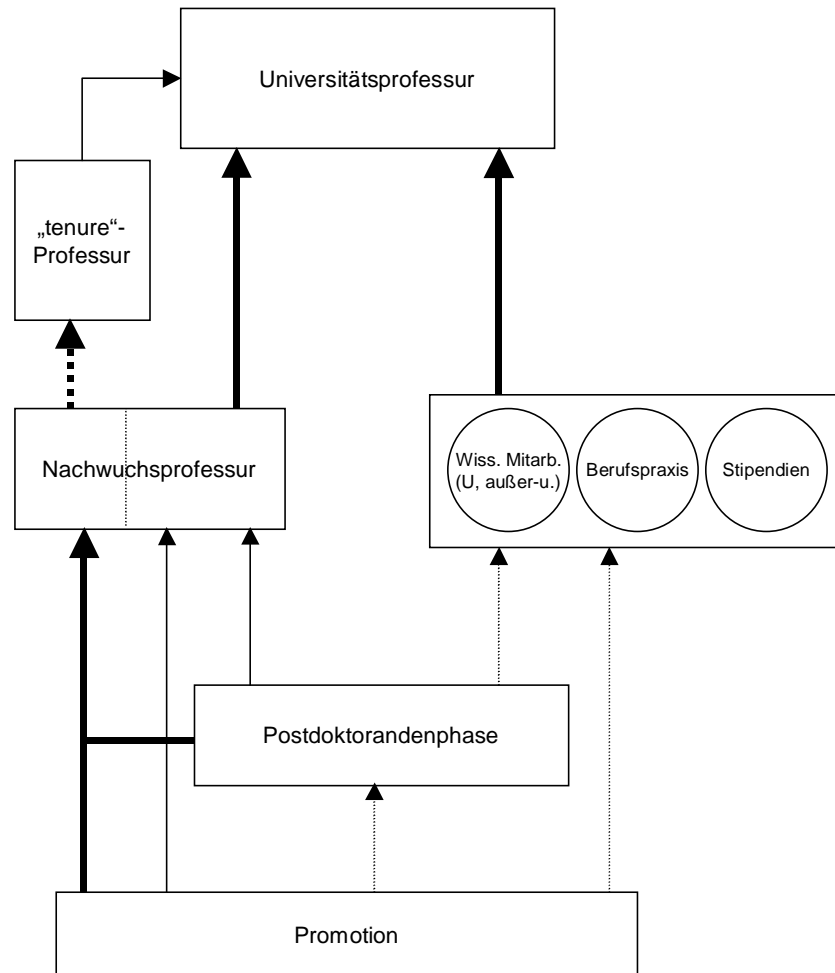 Universitätsprofessur
„tenure“-
Professur
Nachwuchsprofessur
Wiss. Mitarb.
(U, außer-u.)
Berufspraxis
Stipendien
Postdoktorandenphase
Promotion